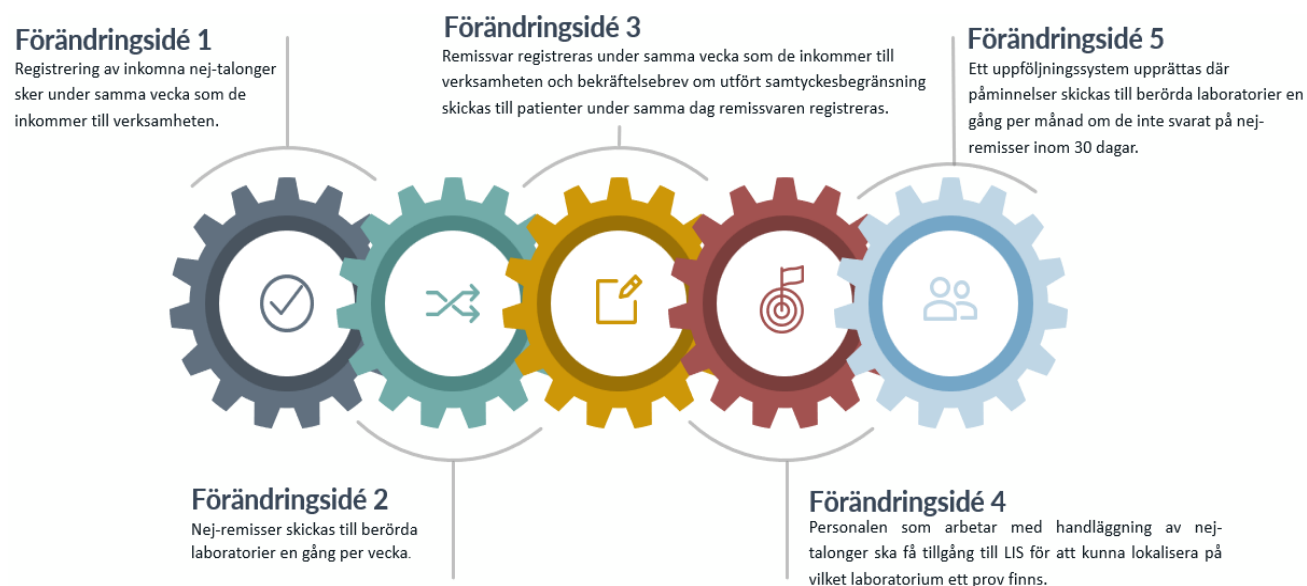 Förändringsidé 1
Registrering av inkomna nej-talonger
sker under samma vecka som de
inkommer till verksamheten.
Förändringsidé 2
Nej-remisser skickas till berörda
laboratorier en gång per vecka.
Förändringsidé 3
Remissvar registreras under samma vecka som de inkommer till
verksamheten och bekräftelsebrev om utfört samtyckesbegränsning
skickas till patienter under samma dag remissvaren registreras.
Förändringsidé 4
Personalen som arbetar med handläggning av nej-
talonger ska få tillgång till LIS för att kunna lokalisera på
vilket laboratorium ett prov finns.
Förändringsidé 5
Ett uppföljningssystem upprättas där
påminnelser skickas till berörda laboratorier en
gång per månad om de inte svarat på nej-
remisser inom 30 dagar.